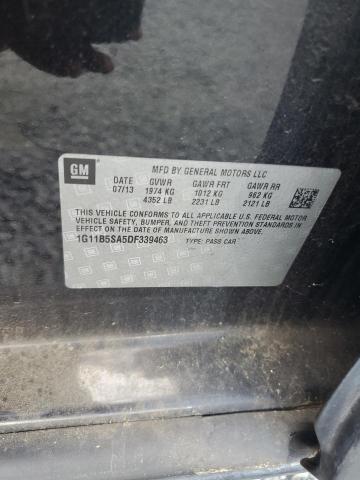 GM
MFD BY GENERAL MOTORS LLC
DATE GVWR GAWR FRT GAWR RR
07/13 1974 KG 1012 KG 962 KG
4352 LB 2231 LB 2121 LB
THIS VEHICLE CONFORMS TO ALL APPLICABLE U.S. FEDERAL MOTOR
VEHICLE SAFETY, BUMPER, AND THEFT PREVENTION STANDARDS
IN EFFECT ON THE DATE OF MANUFACTURE SHOWN ABOVE.
1G11B5SA5DF339463 TYPE: PASS CAR